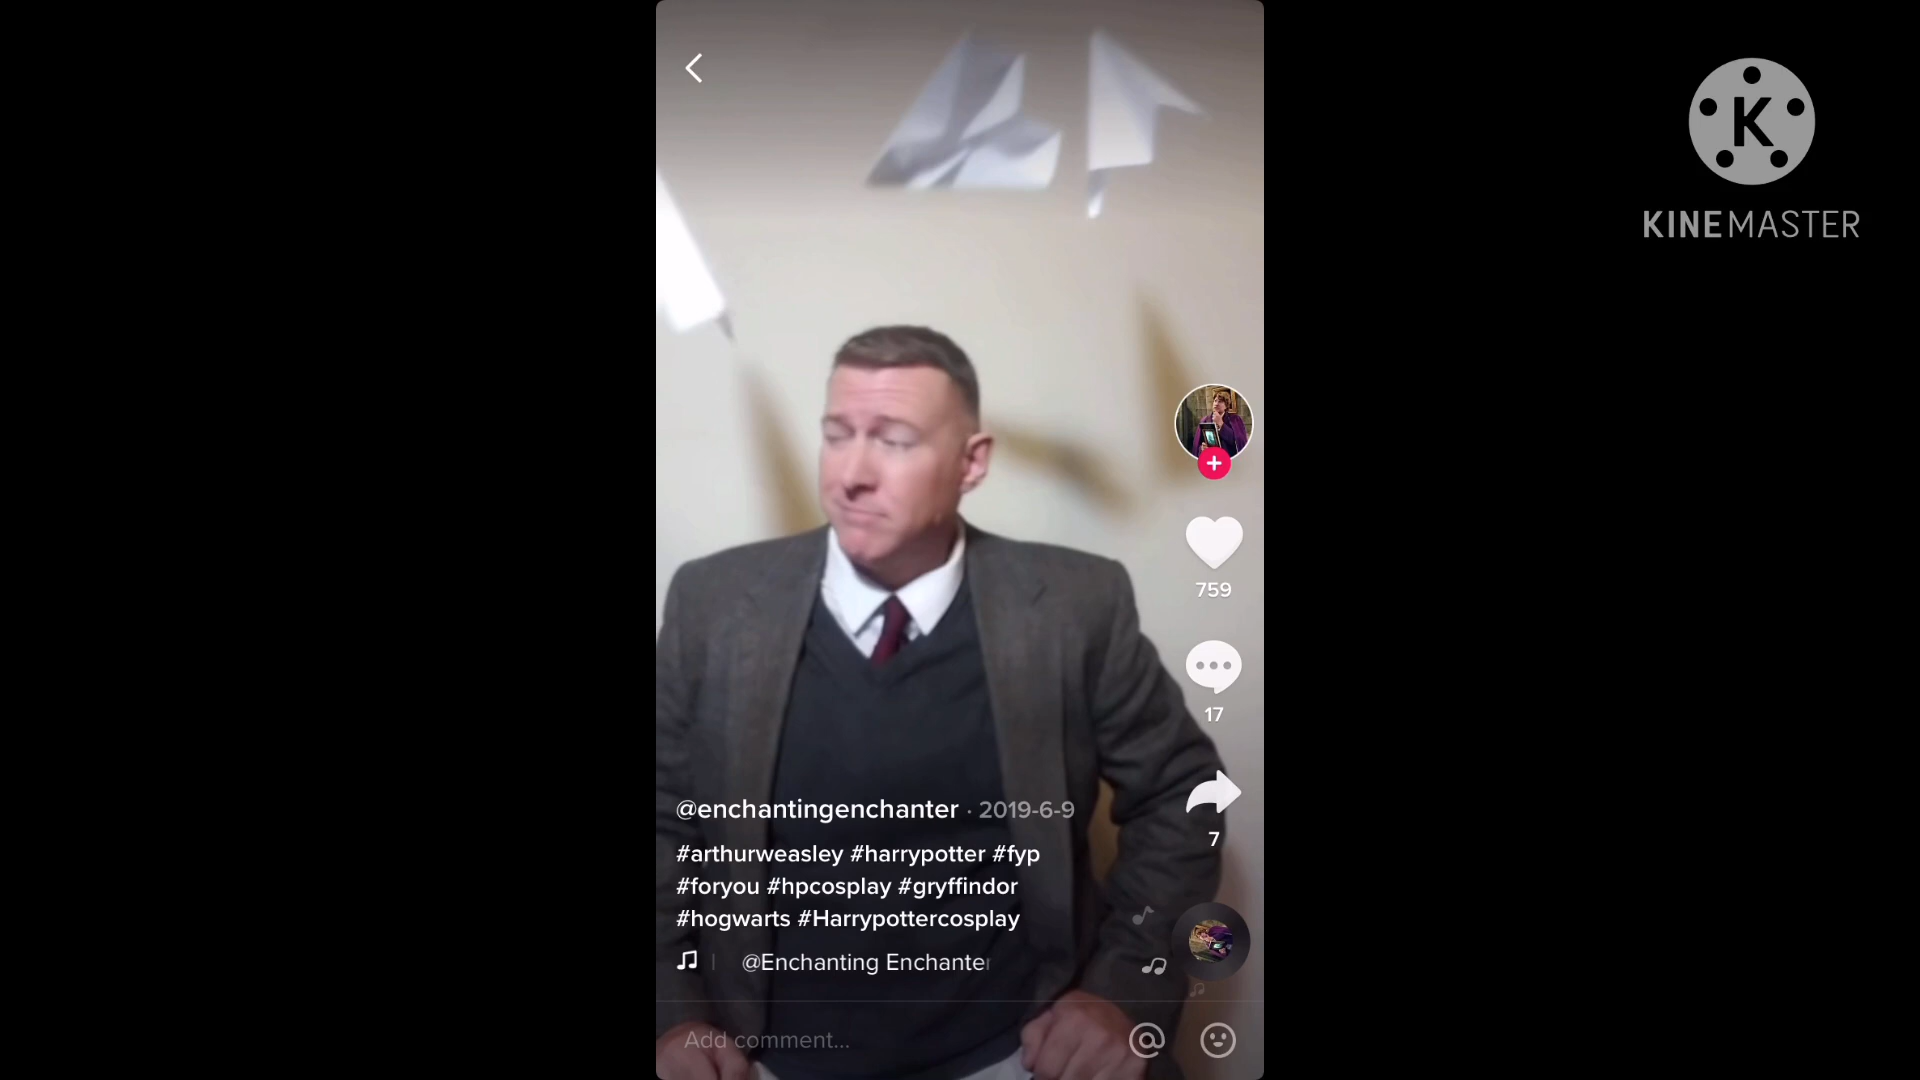 K
KINEMASTER
759
17
7
@enchantingenchanter · 2019-6-9
#arthurweasley #harrypotter #fyp
#foryou #hpcosplay #gryffindor
#hogwarts #Harrypottercosplay
@Enchanting Enchanter
Add comment...